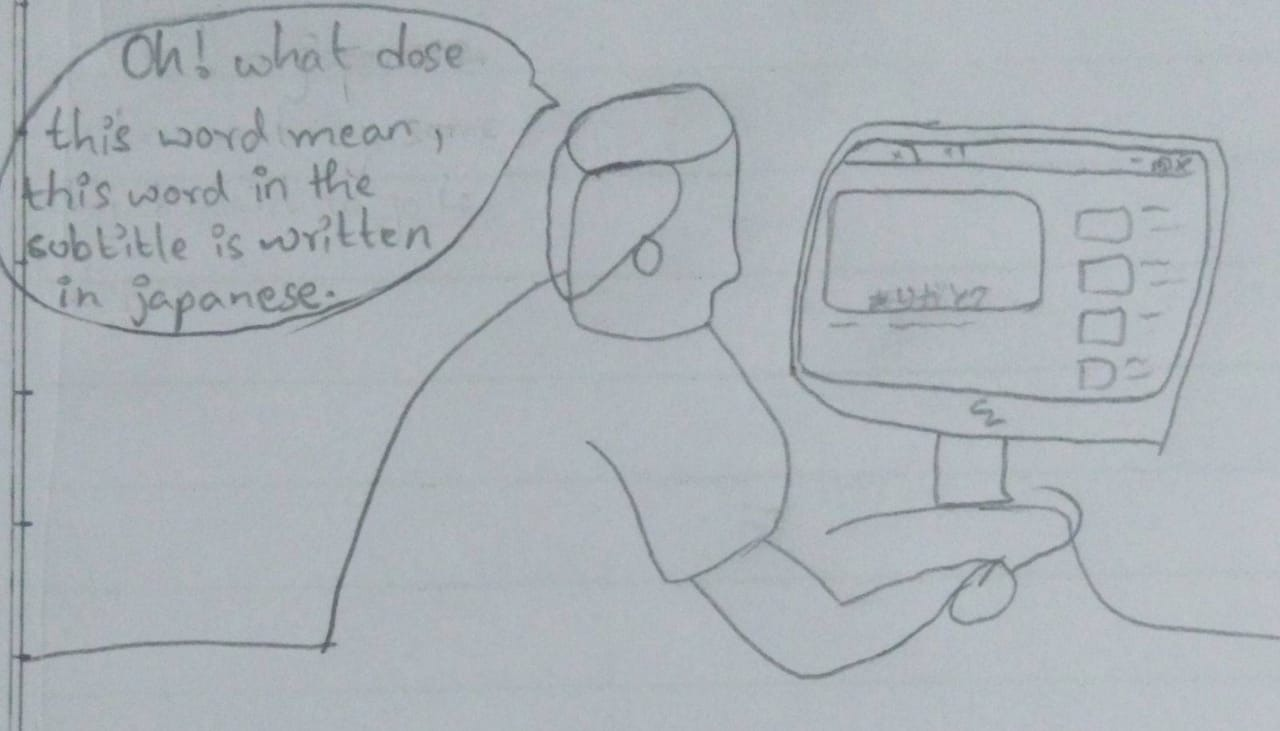 Oh! what dose
this word mean,
this word in the
subtitle is written
in japanese.